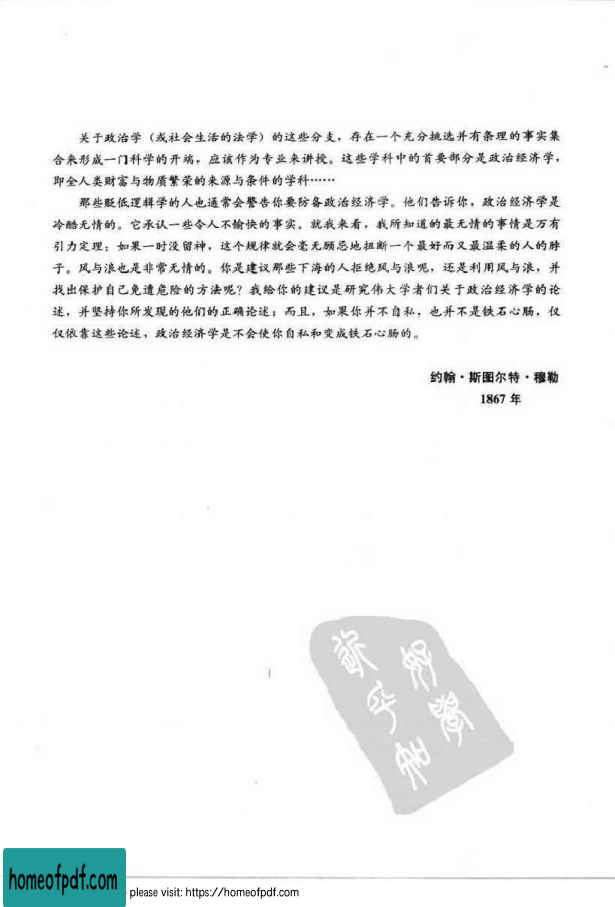 关于政治学（或社会生活的法学）的这些分支，存在一个充分挑选并有条理的事实集
合来形成一门科学的开端，应该作为专业来讲授。这些学科中的首要部分是政治经济学，
即全人类财富与物质繁荣的来源与条件的学科……
那些贬低逻辑学的人也通常会警告你要防备政治经济学。他们告诉你，政治经济学是
冷酷无情的。它承认一些令人不愉快的事实。就我来看，我所知道的最无情的事情是万有
引力定理：如果一时没留神，这个规律就会毫无顾忌地扭断一个最好而又最温柔的人的脖
子。风与浪也是非常无情的。你是建议那些下海的人拒绝风与浪呢，还是利用风与浪，并
找出保护自己免遭危险的方法呢？我给你的建议是研究伟大学者们关于政治经济学的论
述，并坚持你所发现的他们的正确论述；而且，如果你并不自私，也并不是铁石心肠，仅
仅依靠这些论述，政治经济学是不会使你自私和变成铁石心肠的。
约翰·斯图尔特·穆勒
1867 年
好學
近乎知
homeofpdf.com
please visit: https://homeofpdf.com